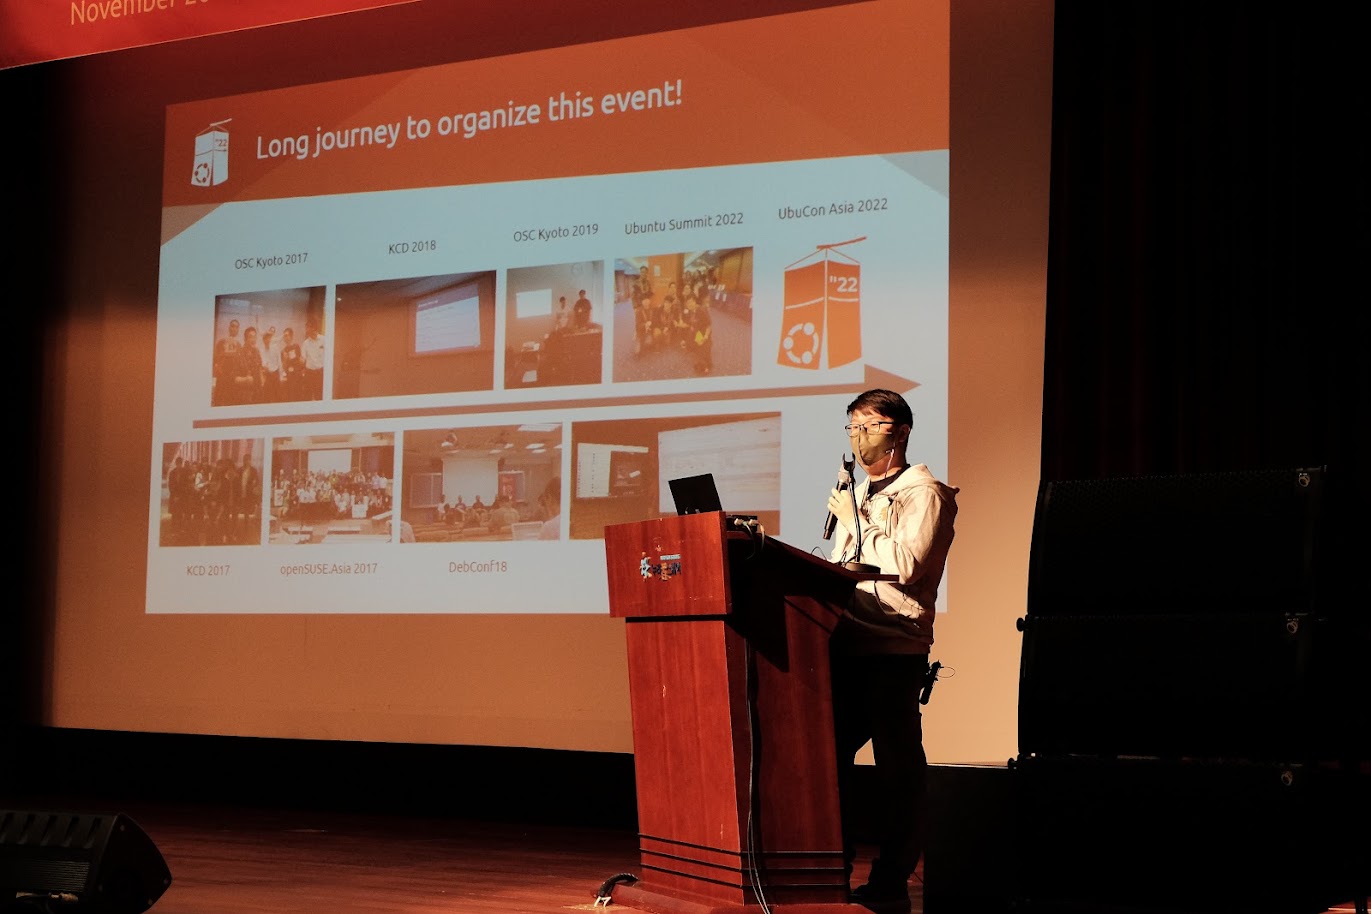 November 20
"22
Long journey to organize this event!
OSC Kyoto 2017
KCD 2018
OSC Kyoto 2019
Ubuntu Summit 2022
UbuCon Asia 2022
"22
KCD 2017
openSUSE.Asia 2017
DebConf18